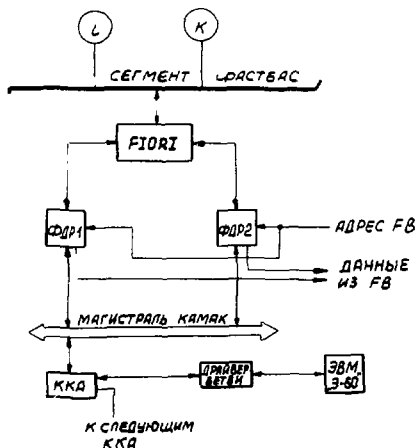 i
K
СЕГМЕНТ ФАСТБАС
FIORI
ФДР1
ФДР2
АДРЕС FB
ДАННЫЕ
ИЗ FB
МАГИСТРАЛЬ КАМАК
ККА
ДРАЙВЕР
ВЕТВИ
ЭВМ
Э-60
К СЛЕДУЮЩИМ
ККА